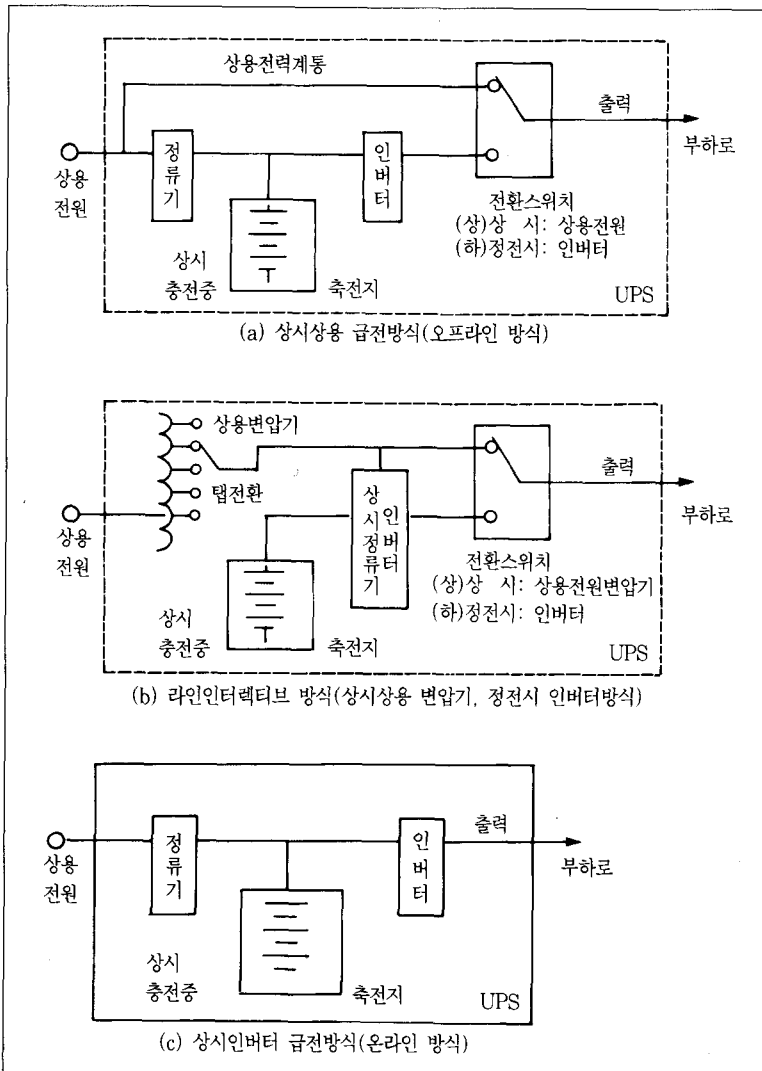 상용전력계통
출력
부하로
상용
전원
정류기
인버터
전환스위치
(상)상 시: 상용전원
(하)정전시: 인버터
상시
충전중
축전지
UPS
(a) 상시상용 급전방식(오프라인 방식)
상용변압기
탭전환
출력
부하로
상용
전원
상시정류기
인버터
전환스위치
(상)상 시: 상용전원변압기
(하)정전시: 인버터
상시
충전중
축전지
UPS
(b) 라인인터렉티브 방식(상시상용 변압기, 정전시 인버터방식)
출력
부하로
상용
전원
정류기
인버터
상시
충전중
축전지
UPS
(c) 상시인버터 급전방식(온라인 방식)